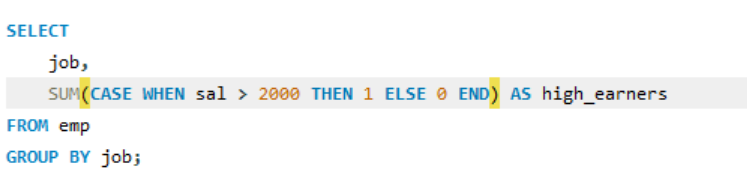 SELECT
job,
SUM(CASE WHEN sal > 2000 THEN 1 ELSE 0 END) AS high_earners
FROM emp
GROUP BY job;